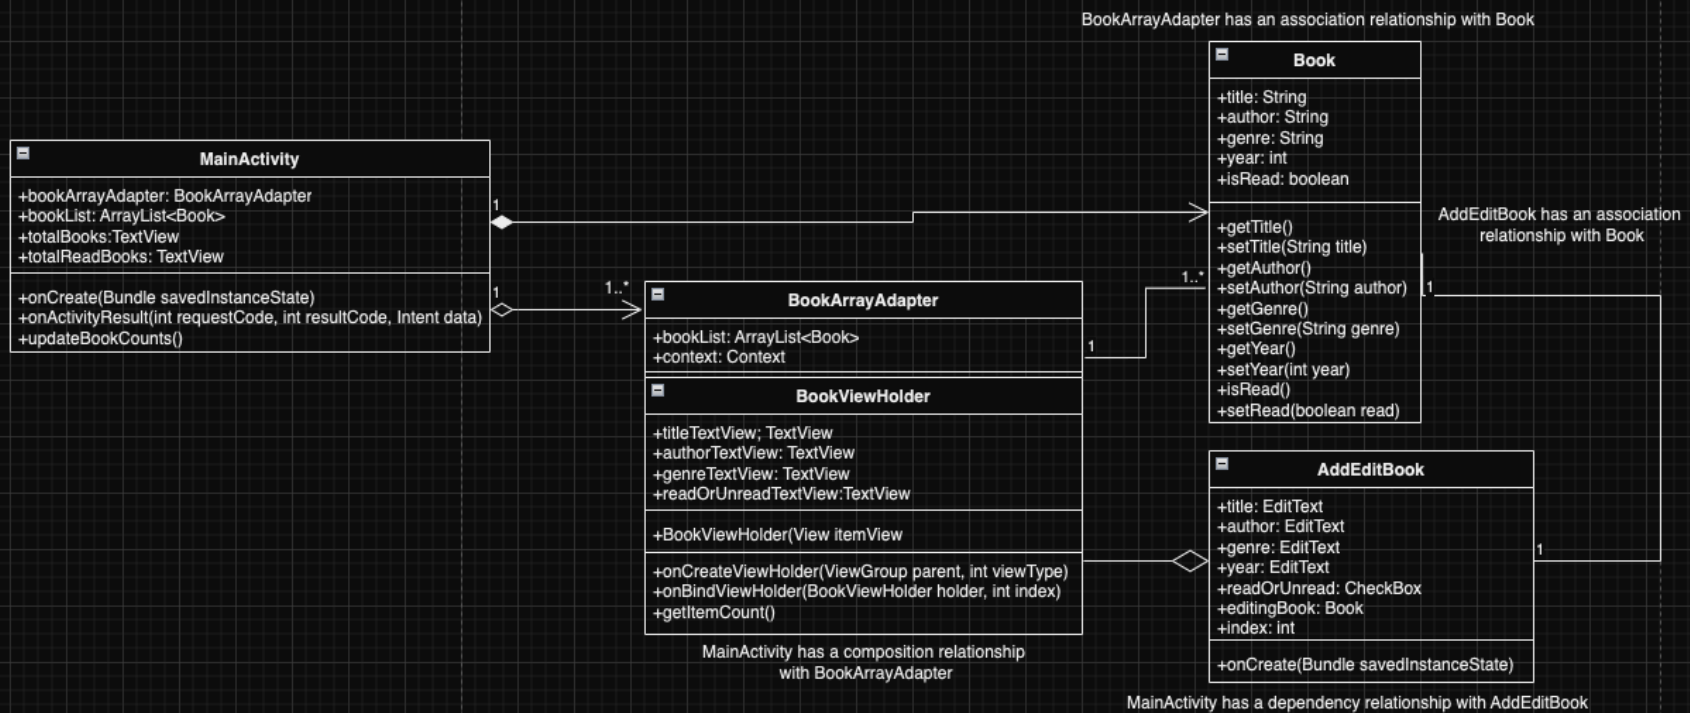 BookArrayAdapter has an association relationship with Book
Book
+title: String
+author: String
+genre: String
+year: int
+isRead: boolean
+getTitle()
+setTitle(String title)
+getAuthor()
+setAuthor(String author)
+getGenre()
+setGenre(String genre)
+getYear()
+setYear(int year)
+isRead()
+setRead(boolean read)
MainActivity
+bookArrayAdapter: BookArrayAdapter
+bookList: ArrayList<Book>
+totalBooks:TextView
+totalReadBooks: TextView
+onCreate(Bundle savedInstanceState)
+onActivityResult(int requestCode, int resultCode, Intent data)
+updateBookCounts()
1
1
1..*
BookArrayAdapter
+bookList: ArrayList<Book>
+context: Context
1
1..*
BookViewHolder
+titleTextView; TextView
+authorTextView: TextView
+genreTextView: TextView
+readOrUnreadTextView:TextView
+BookViewHolder(View itemView
+onCreateViewHolder(ViewGroup parent, int viewType)
+onBindViewHolder(BookViewHolder holder, int index)
+getItemCount()
MainActivity has a composition relationship
with BookArrayAdapter
AddEditBook has an association
relationship with Book
1
AddEditBook
+title: EditText
+author: EditText
+genre: EditText
+year: EditText
+readOrUnread: CheckBox
+editingBook: Book
+index: int
+onCreate(Bundle savedInstanceState)
1
MainActivity has a dependency relationship with AddEditBook